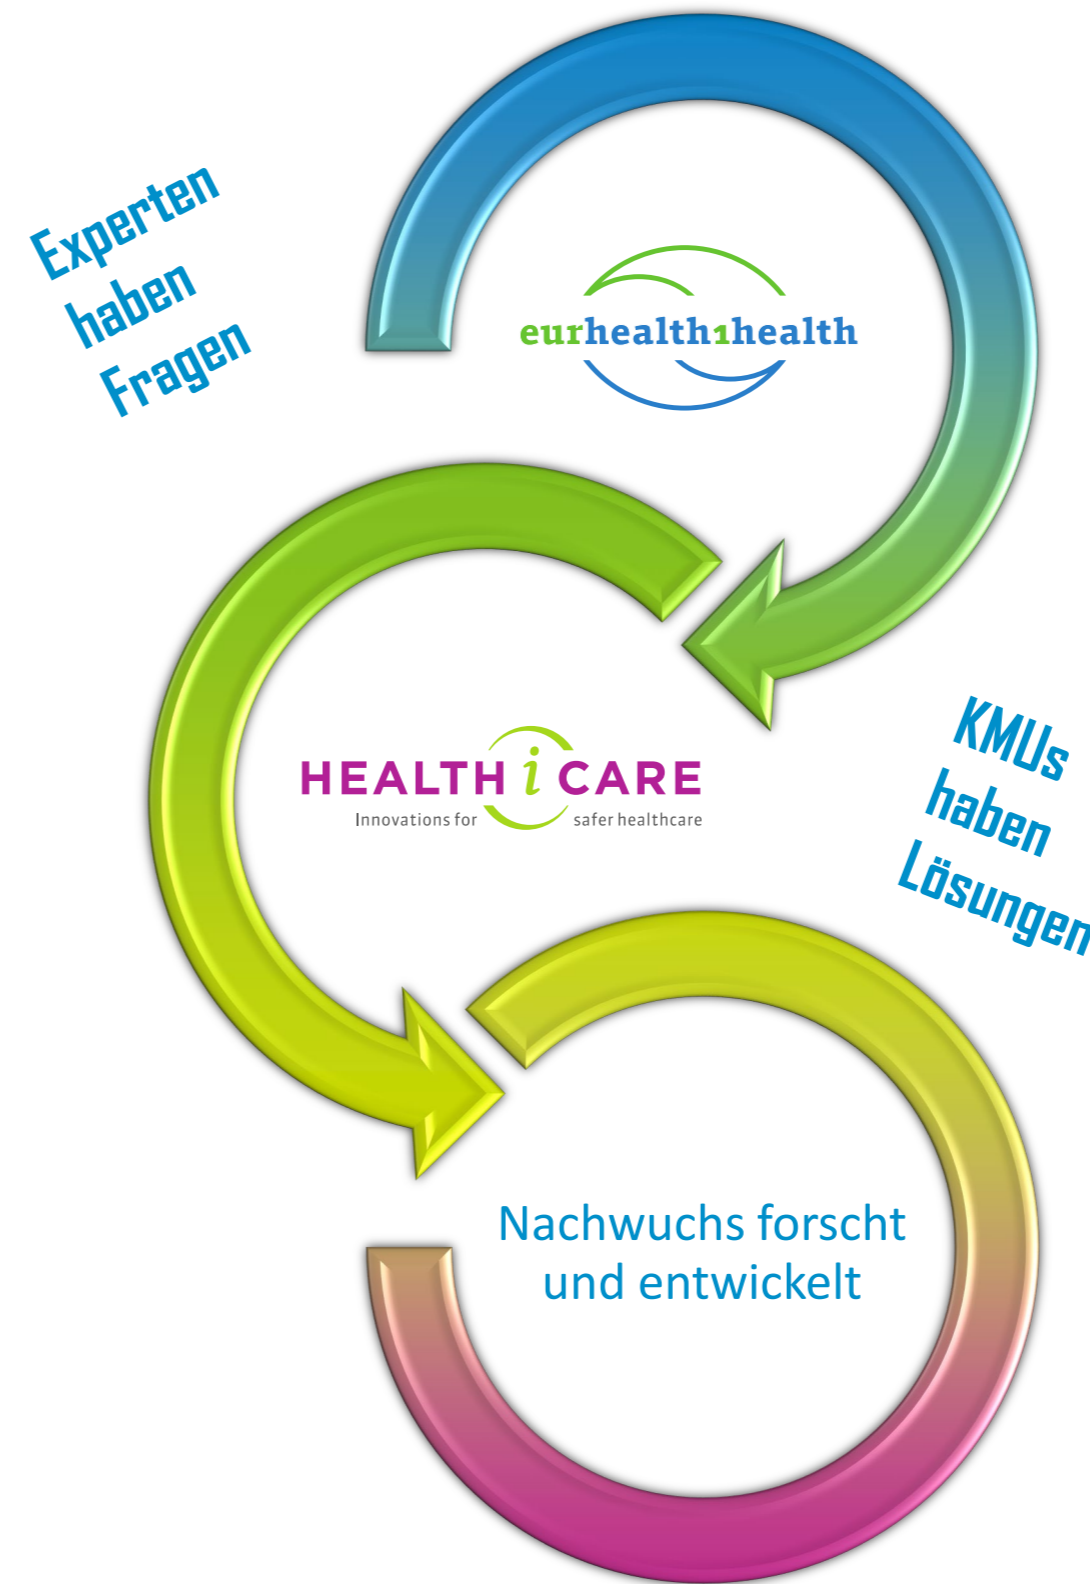 Experten
haben
Fragen
eurhealth1health
KMUs
haben
Lösungen
HEALTH i CARE
Innovations for safer healthcare
Nachwuchs forscht
und entwickelt